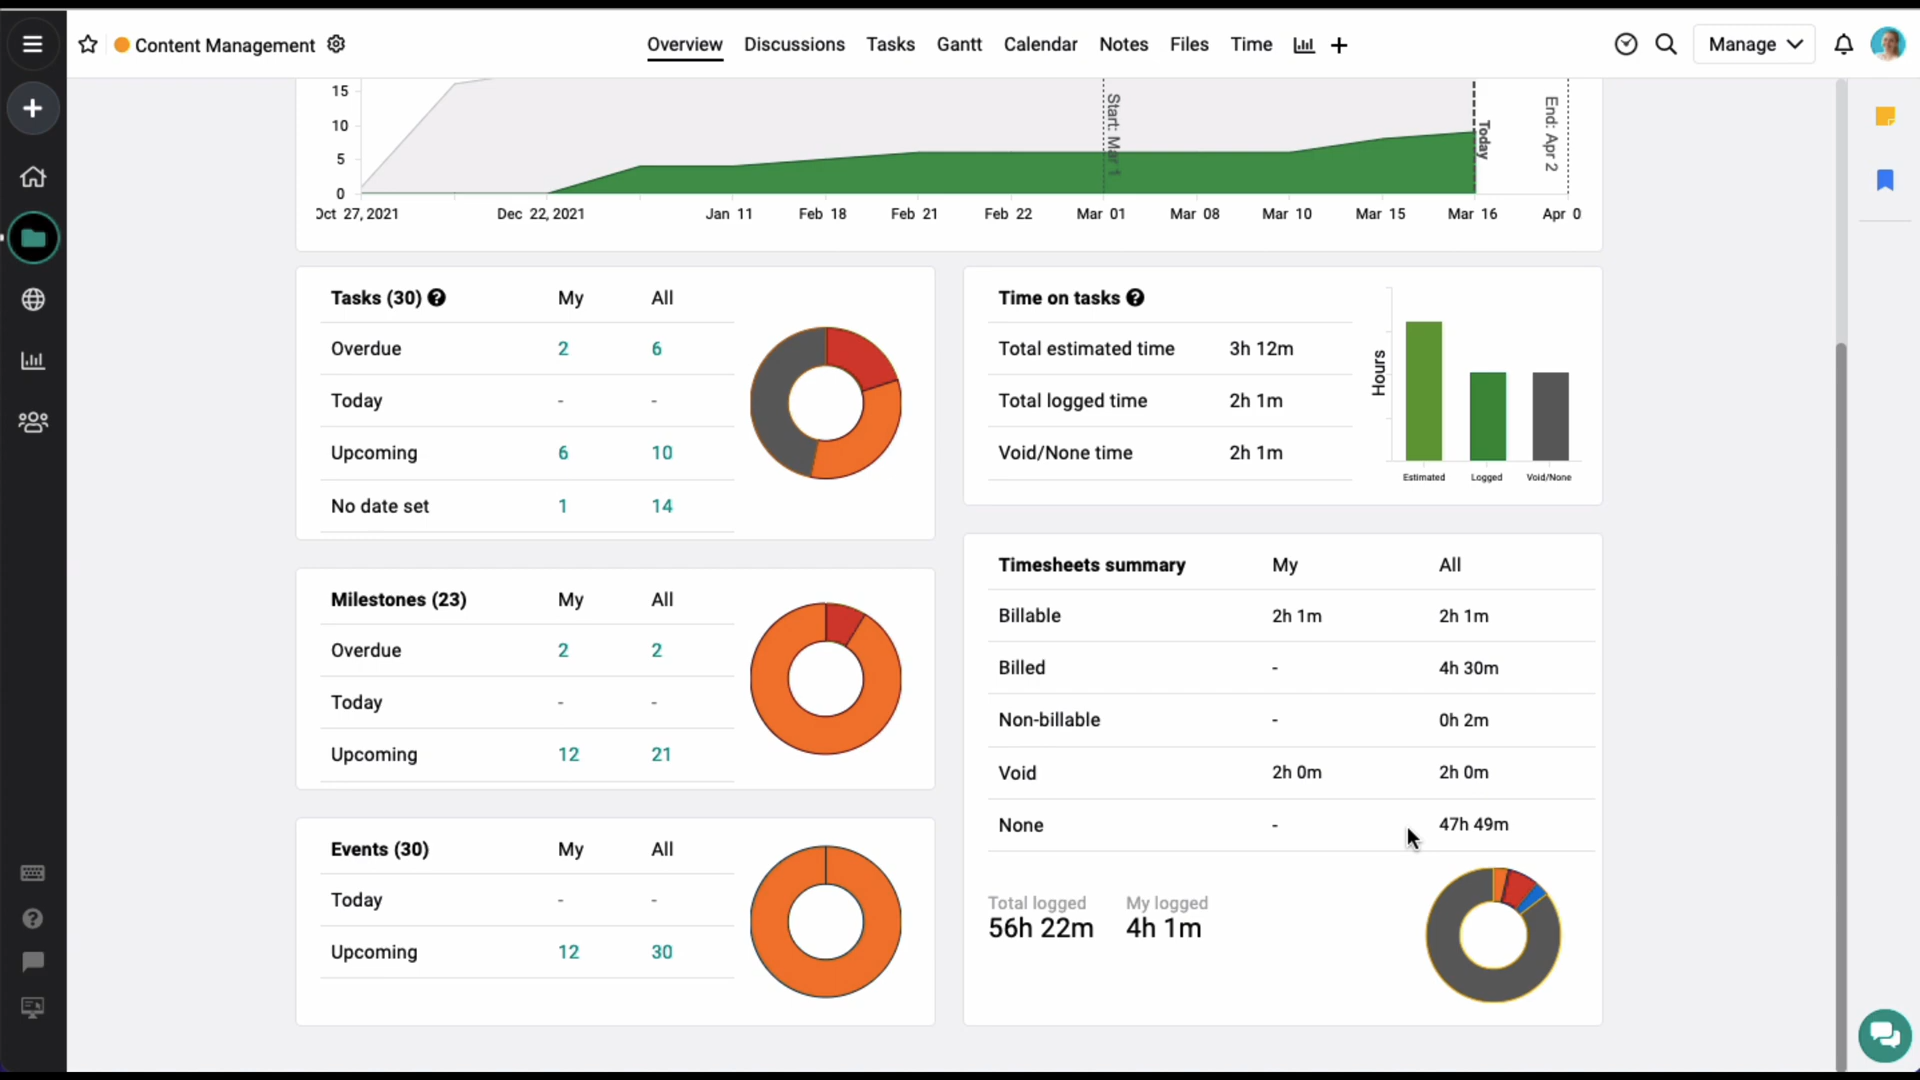 Content Management
Overview Discussions Tasks Gantt Calendar Notes Files Time
Manage
15
10
5
0
Start: Mar 1
Today
End: Apr 2
Oct 27, 2021 Dec 22, 2021 Jan 11 Feb 18 Feb 21 Feb 22 Mar 01 Mar 08 Mar 10 Mar 15 Mar 16 Apr 0
Tasks (30) My All
Overdue 2 6
Today - -
Upcoming 6 10
No date set 1 14
Time on tasks
Total estimated time 3h 12m
Total logged time 2h 1m
Void/None time 2h 1m
Hours
Estimated Logged Void/None
Milestones (23) My All
Overdue 2 2
Today - -
Upcoming 12 21
Events (30) My All
Today - -
Upcoming 12 30
Timesheets summary My All
Billable 2h 1m 2h 1m
Billed - 4h 30m
Non-billable - 0h 2m
Void 2h 0m 2h 0m
None - 47h 49m
Total logged My logged
56h 22m 4h 1m